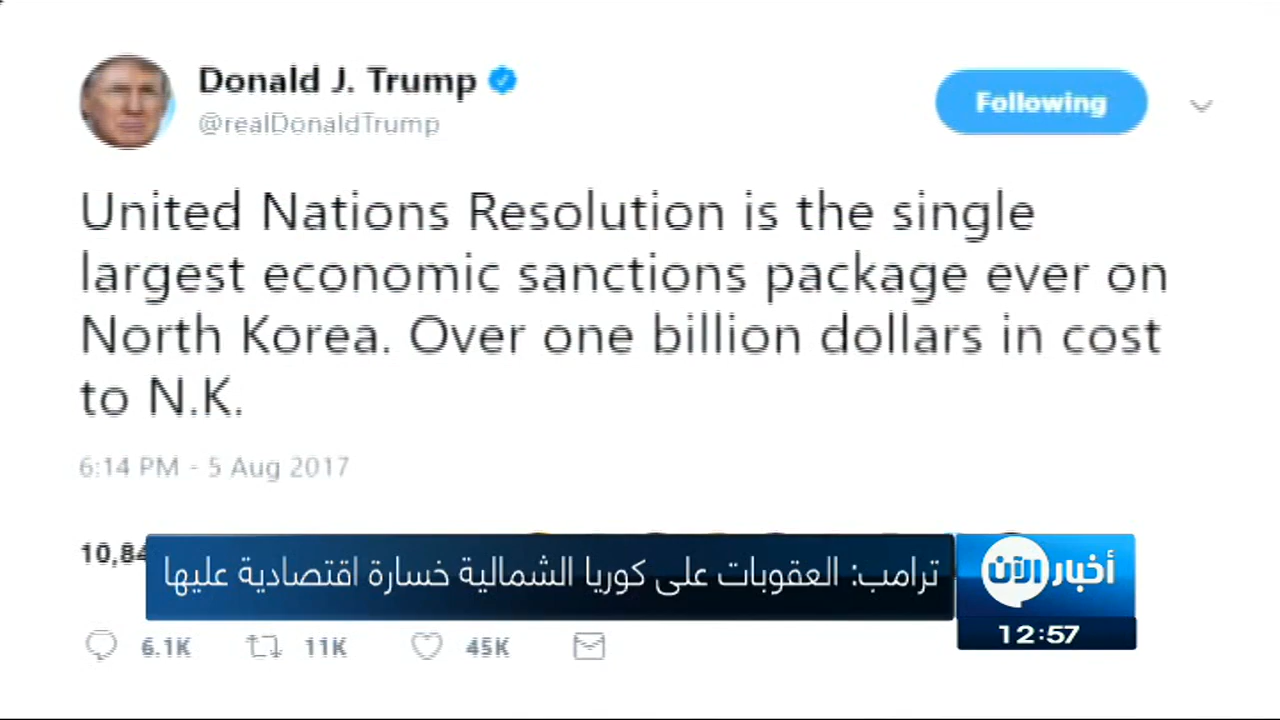 Donald J. Trump
@realDonaldTrump
Following
United Nations Resolution is the single
largest economic sanctions package ever on
North Korea. Over one billion dollars in cost
to N.K.
6:14 PM - 5 Aug 2017
ترامب: العقوبات على كوريا الشمالية خسارة اقتصادية عليها
أخبار الآن
12:57
6.1K 11K 45K